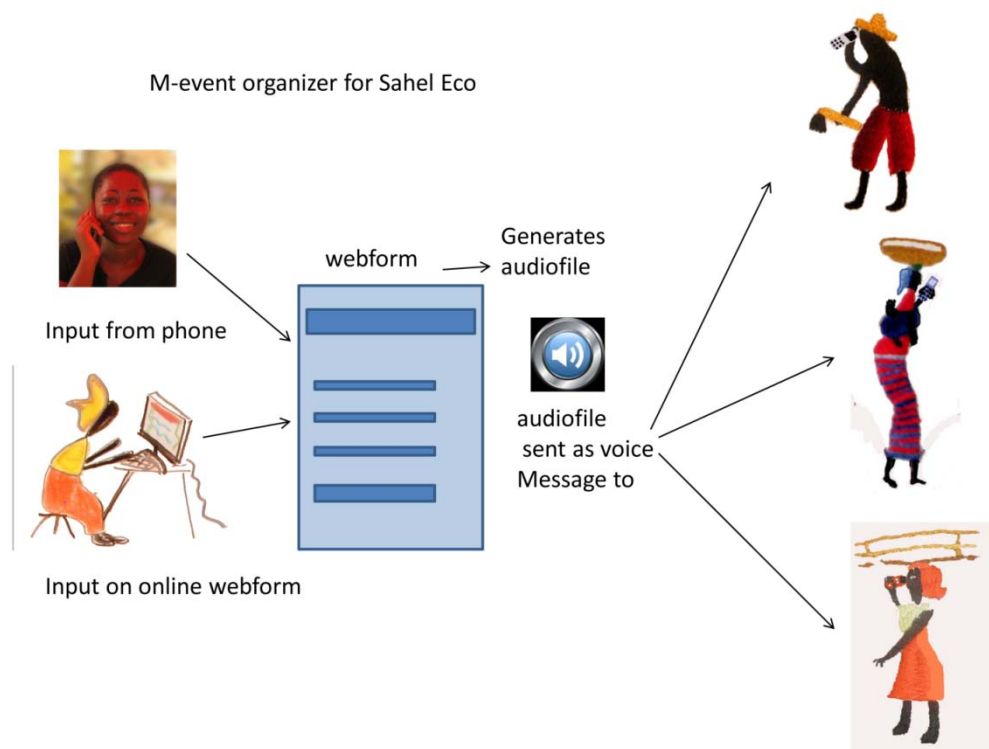 M-event organizer for Sahel Eco
Input from phone
Input on online webform
webform
Generates
audiofile
audiofile
sent as voice
Message to